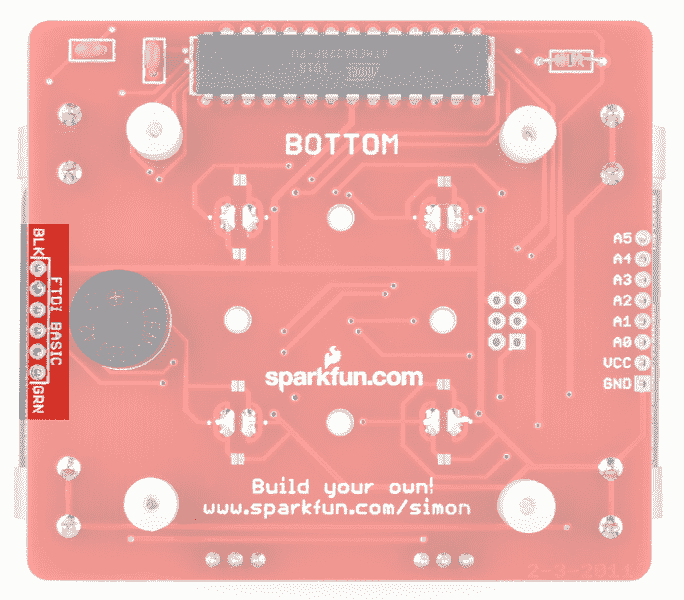 BOTTOM
BLK
FTDI BASIC
GRN
A5
A4
A3
A2
A1
A0
VCC
GND
sparkfun.com
Build your own!
www.sparkfun.com/simon
2-3-2011